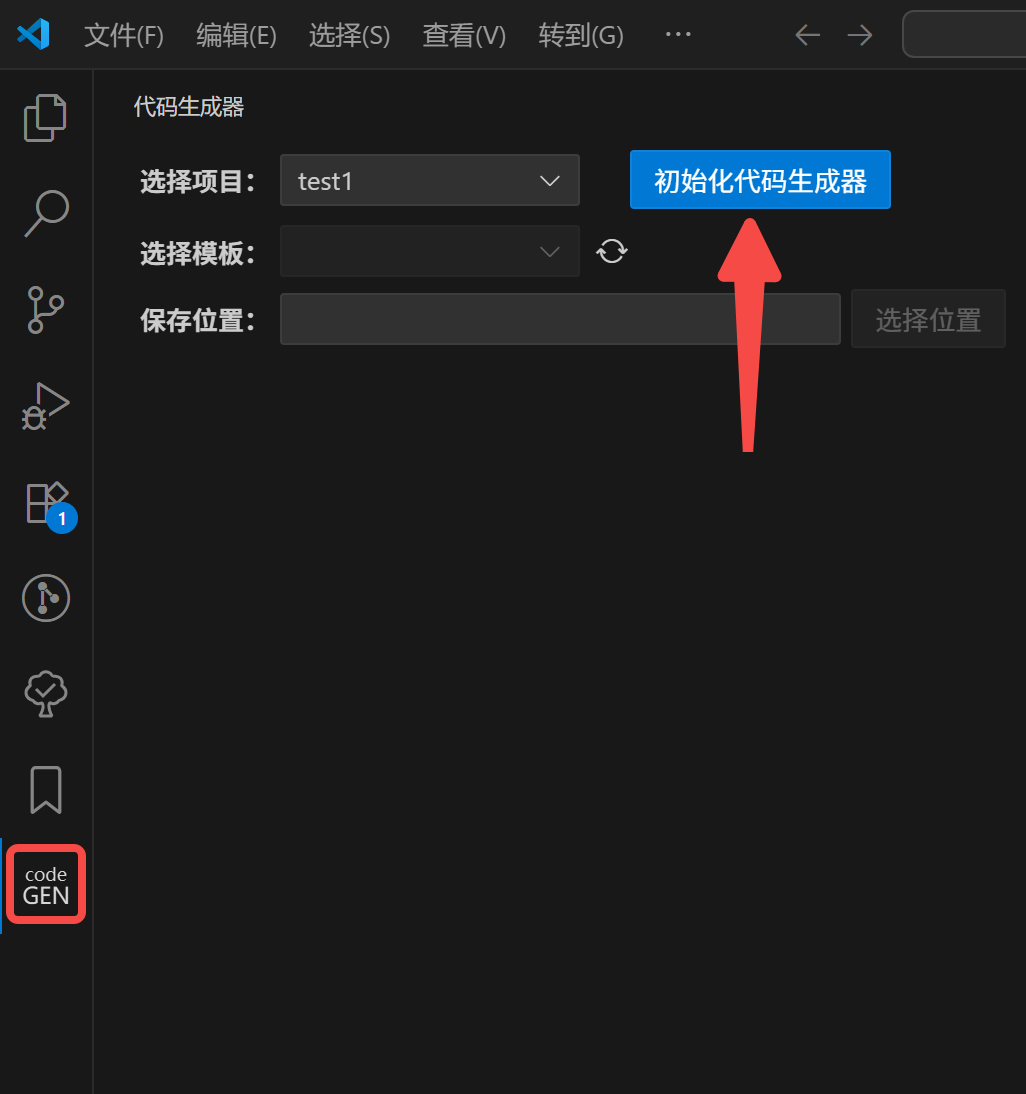 文件(F) 编辑(E) 选择(S) 查看(V) 转到(G) ···
代码生成器
选择项目： test1 初始化代码生成器
选择模板：
保存位置： 选择位置
1
code
GEN